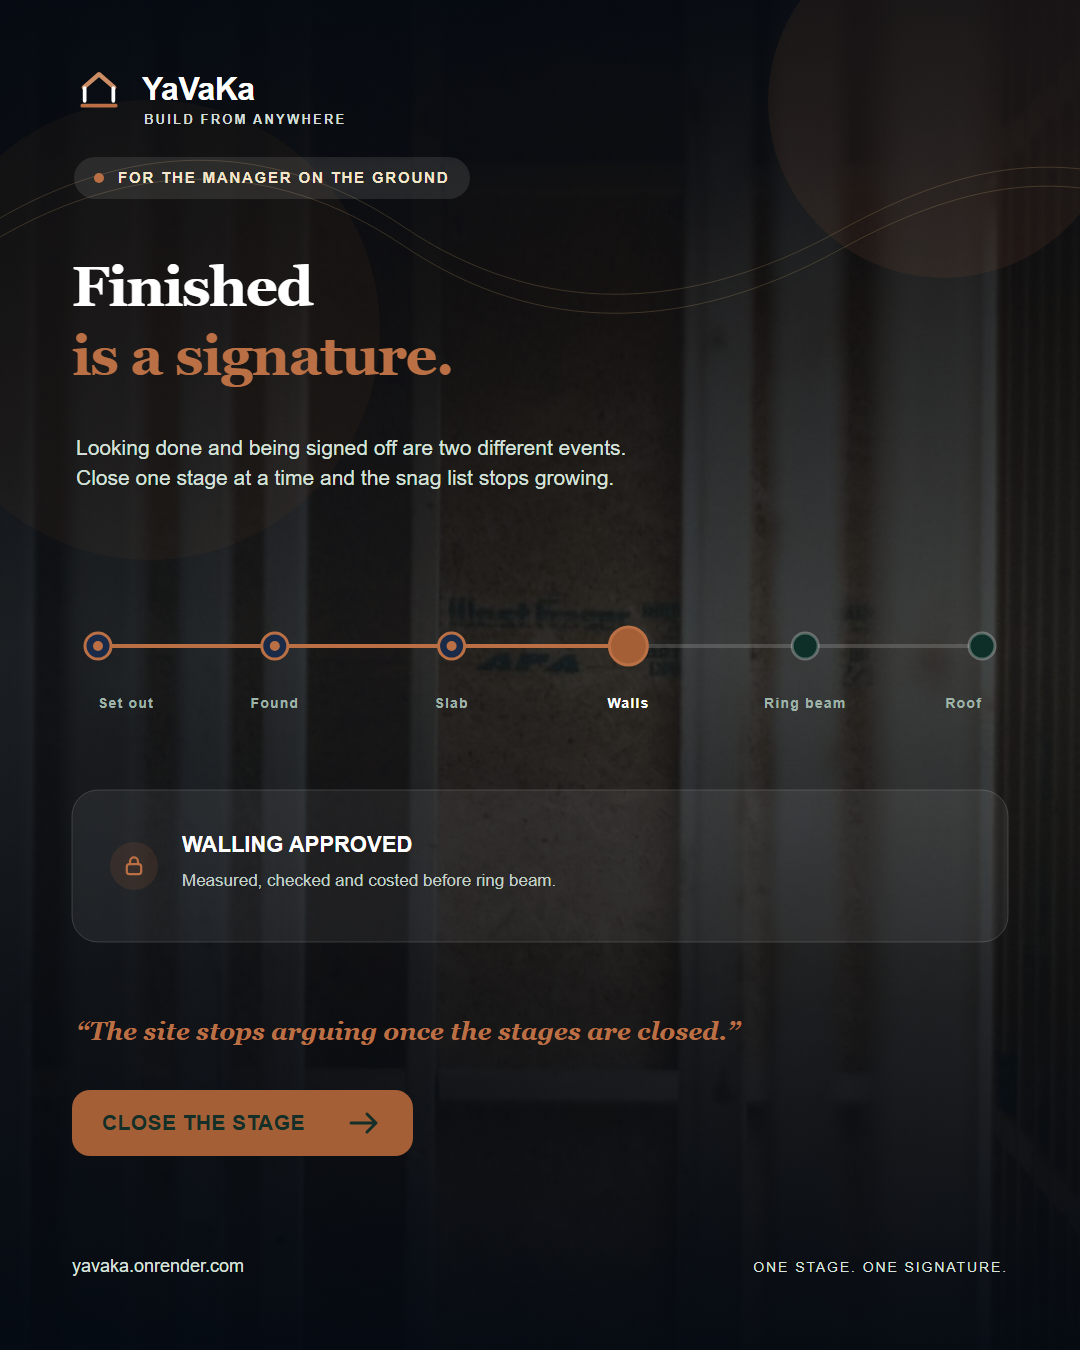 YaVaKa
BUILD FROM ANYWHERE
FOR THE MANAGER ON THE GROUND
Finished
is a signature.
Looking done and being signed off are two different events.
Close one stage at a time and the snag list stops growing.
Set out
Found
Slab
Walls
Ring beam
Roof
WALLING APPROVED
Measured, checked and costed before ring beam.
“The site stops arguing once the stages are closed.”
CLOSE THE STAGE
yavaka.onrender.com
ONE STAGE. ONE SIGNATURE.